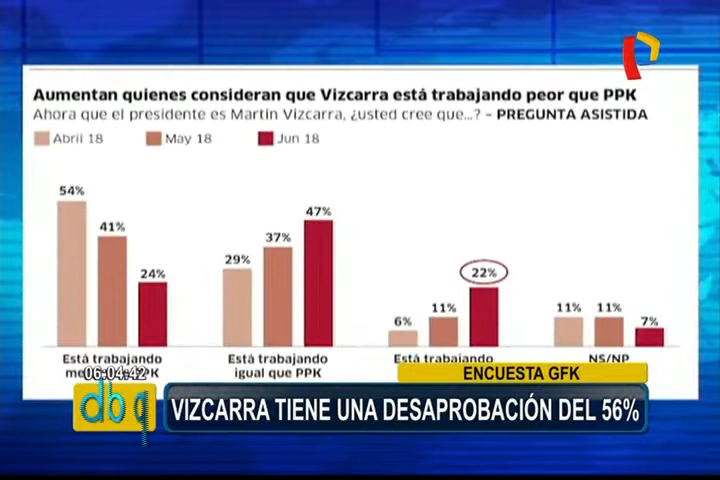 Aumentan quienes consideran que Vizcarra está trabajando peor que PPK
Ahora que el presidente es Martín Vizcarra, ¿usted cree que...? – PREGUNTA ASISTIDA
Abril 18 May 18 Jun 18
54% 41% 24% 29% 37% 47% 6% 11% 22% 11% 11% 7%
Está trabajando Está trabajando Está trabajando NS/NP
igual que PPK
06:04:42
ENCUESTA GFK
dbq
VIZCARRA TIENE UNA DESAPROBACIÓN DEL 56%